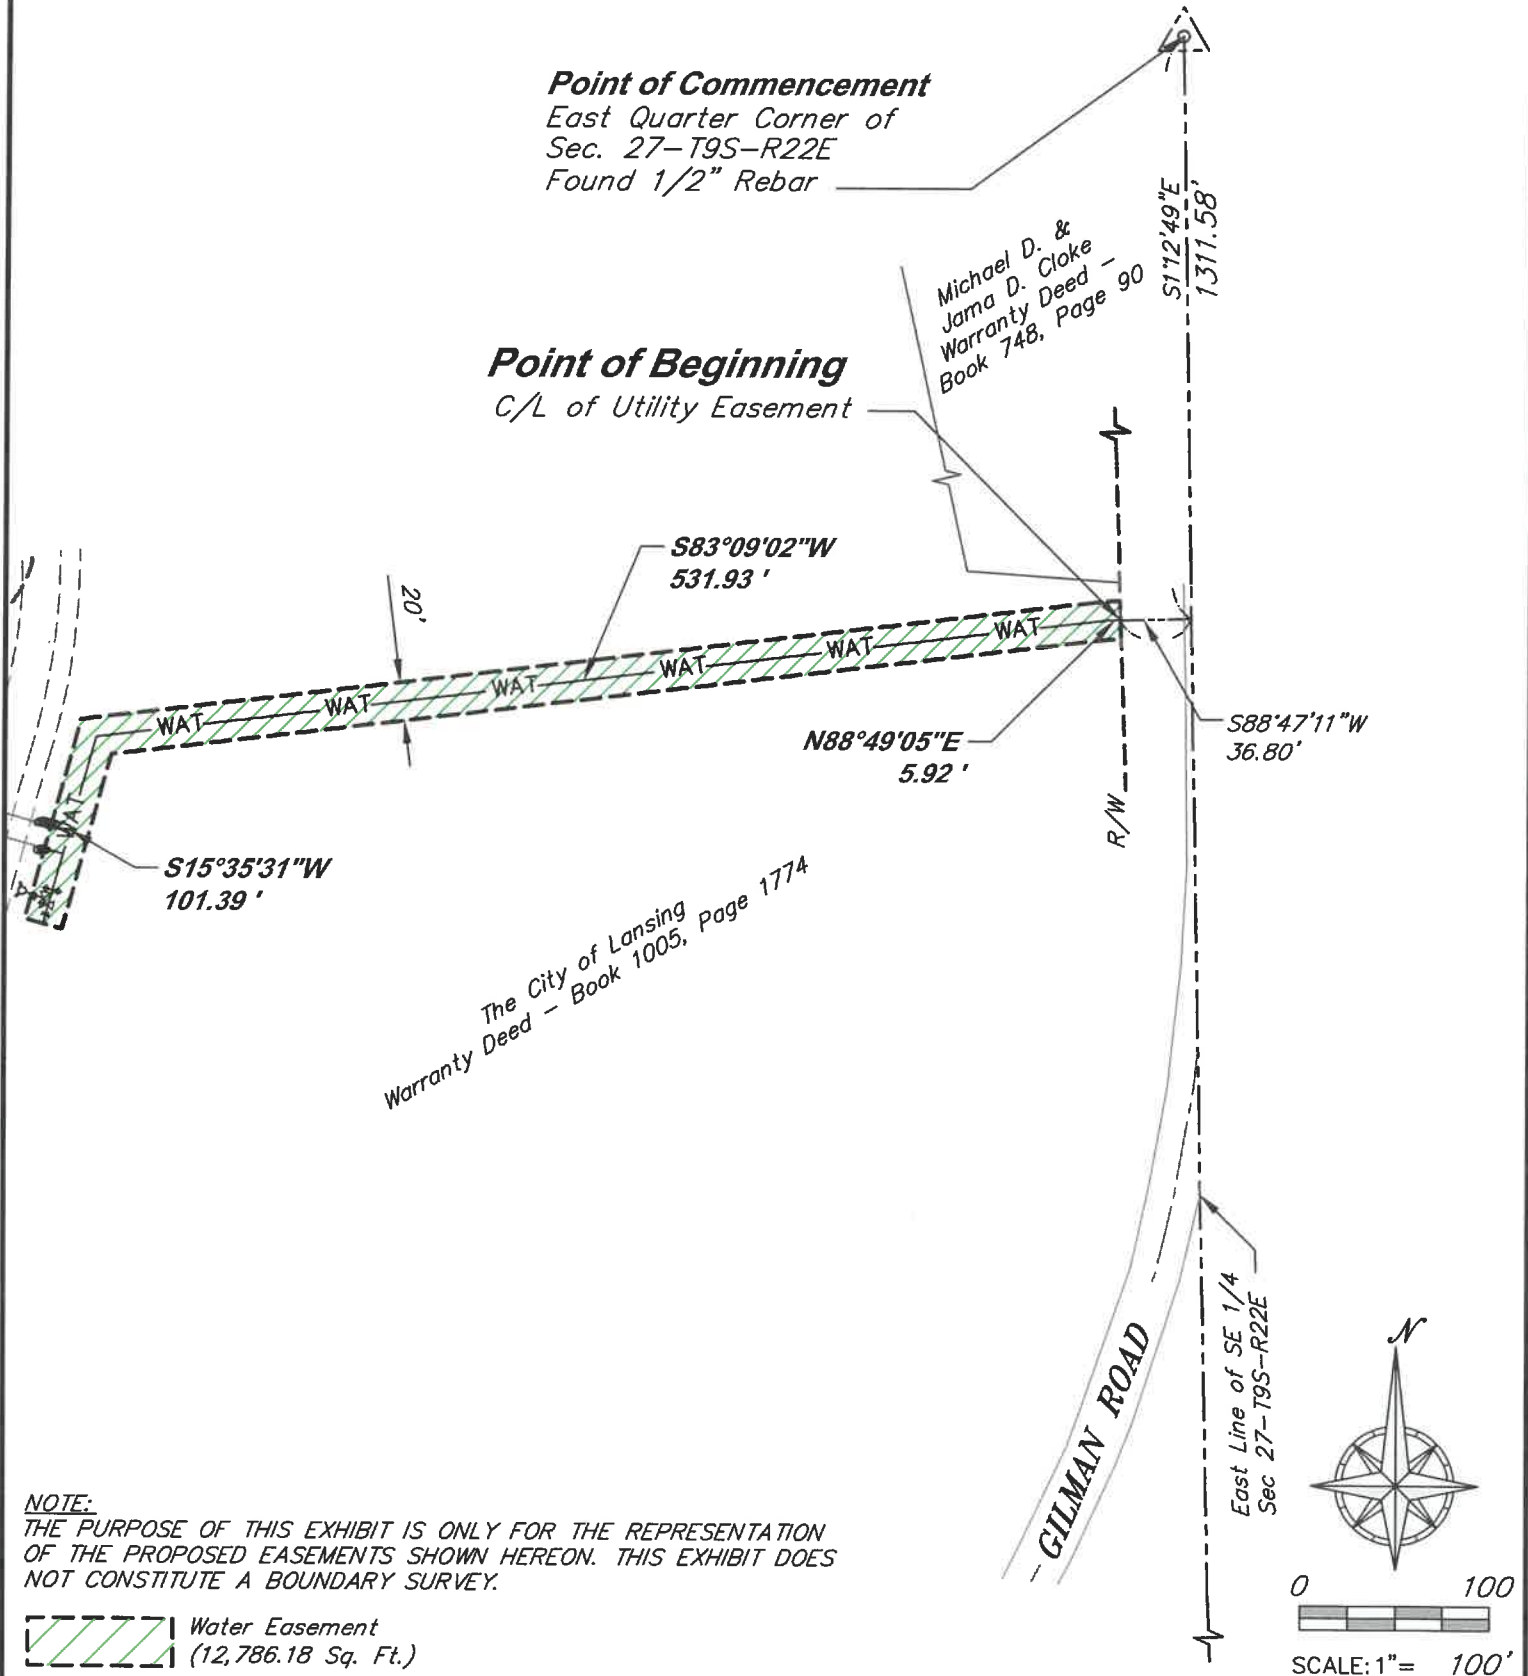 Point of Commencement
East Quarter Corner of
Sec. 27-T9S-R22E
Found 1/2" Rebar
S1°12'49"E
1311.58'
Michael D. &
Jama D. Cloke
Warranty Deed -
Book 748, Page 90
Point of Beginning
C/L of Utility Easement
S83°09'02"W
531.93 '
20'
WAT
WAT
WAT
WAT
WAT
WAT
WAT
N88°49'05"E
5.92 '
S88°47'11"W
36.80'
R/W
S15°35'31"W
101.39 '
The City of Lansing
Warranty Deed - Book 1005, Page 1774
GILMAN ROAD
East Line of SE 1/4
Sec 27-T9S-R22E
N
NOTE:
THE PURPOSE OF THIS EXHIBIT IS ONLY FOR THE REPRESENTATION
OF THE PROPOSED EASEMENTS SHOWN HEREON. THIS EXHIBIT DOES
NOT CONSTITUTE A BOUNDARY SURVEY.
Water Easement
(12,786.18 Sq. Ft.)
0 100
SCALE: 1"= 100'